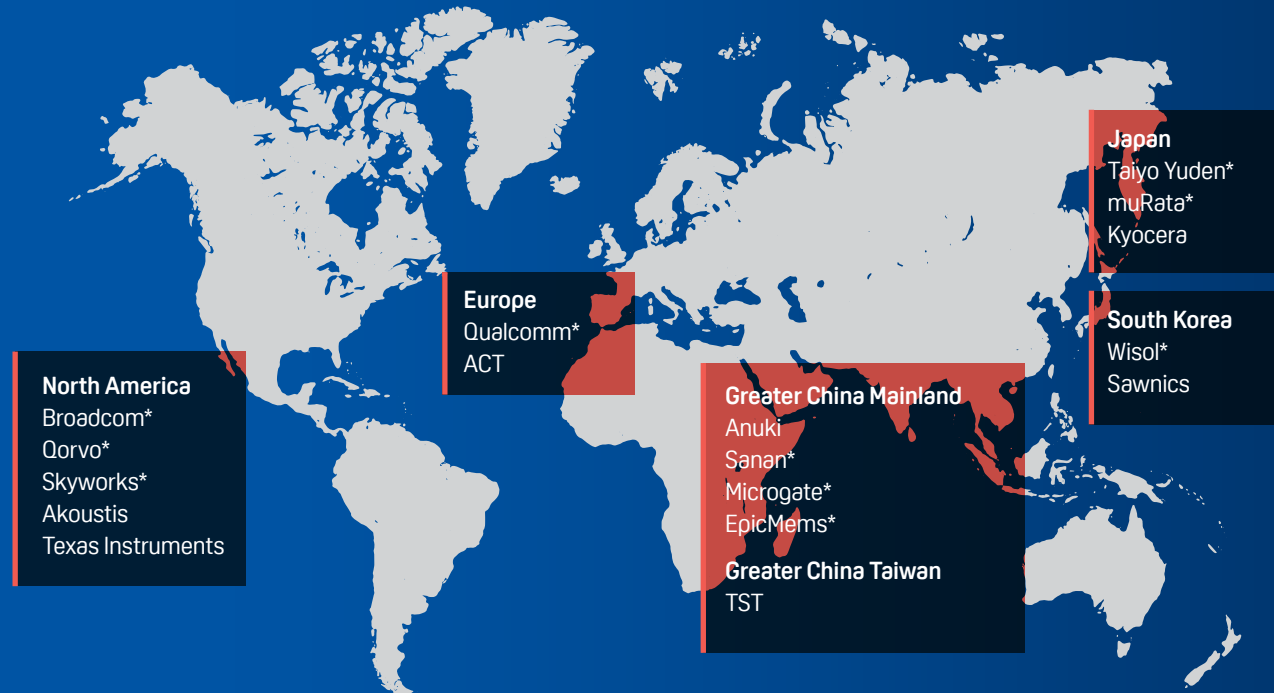 North America
Broadcom*
Qorvo*
Skyworks*
Akoustis
Texas Instruments
Europe
Qualcomm*
ACT
Greater China Mainland
Anuki
Sanan*
Microgate*
EpicMems*
Greater China Taiwan
TST
Japan
Taiyo Yuden*
muRata*
Kyocera
South Korea
Wisol*
Sawnics